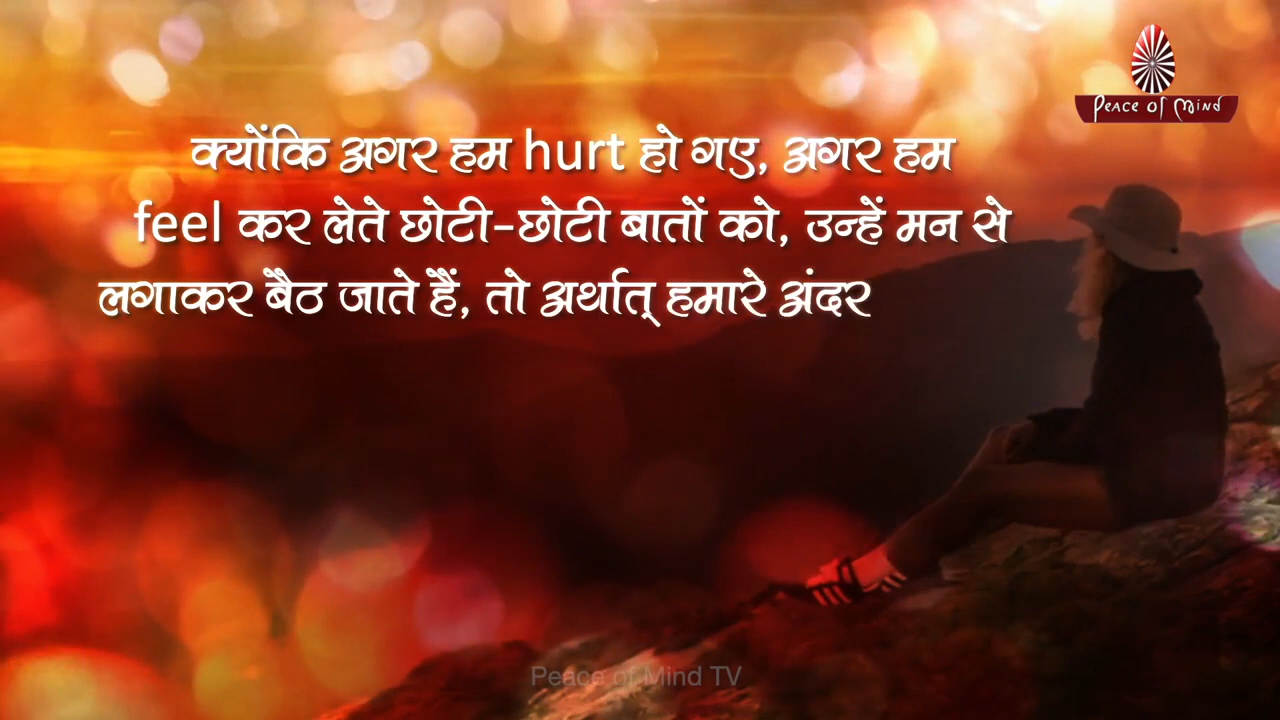 Peace of Mind
क्योंकि अगर हम hurt हो गए, अगर हम
feel कर लेते छोटी-छोटी बातों को, उन्हें मन से
लगाकर बैठ जाते हैं, तो अर्थात् हमारे अंदर
Peace of Mind TV